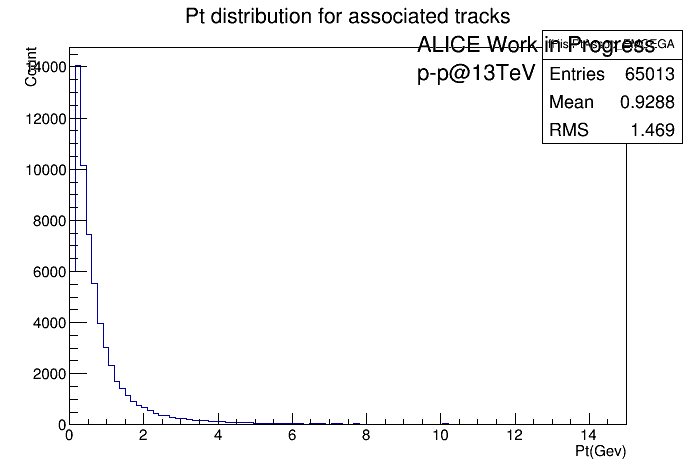 Pt distribution for associated tracks
ALICE Work in Progress
p-p@13TeV
Entries 65013
Mean 0.9288
RMS 1.469
Count
14000
12000
10000
8000
6000
4000
2000
0
0 2 4 6 8 10 12 14
Pt(Gev)